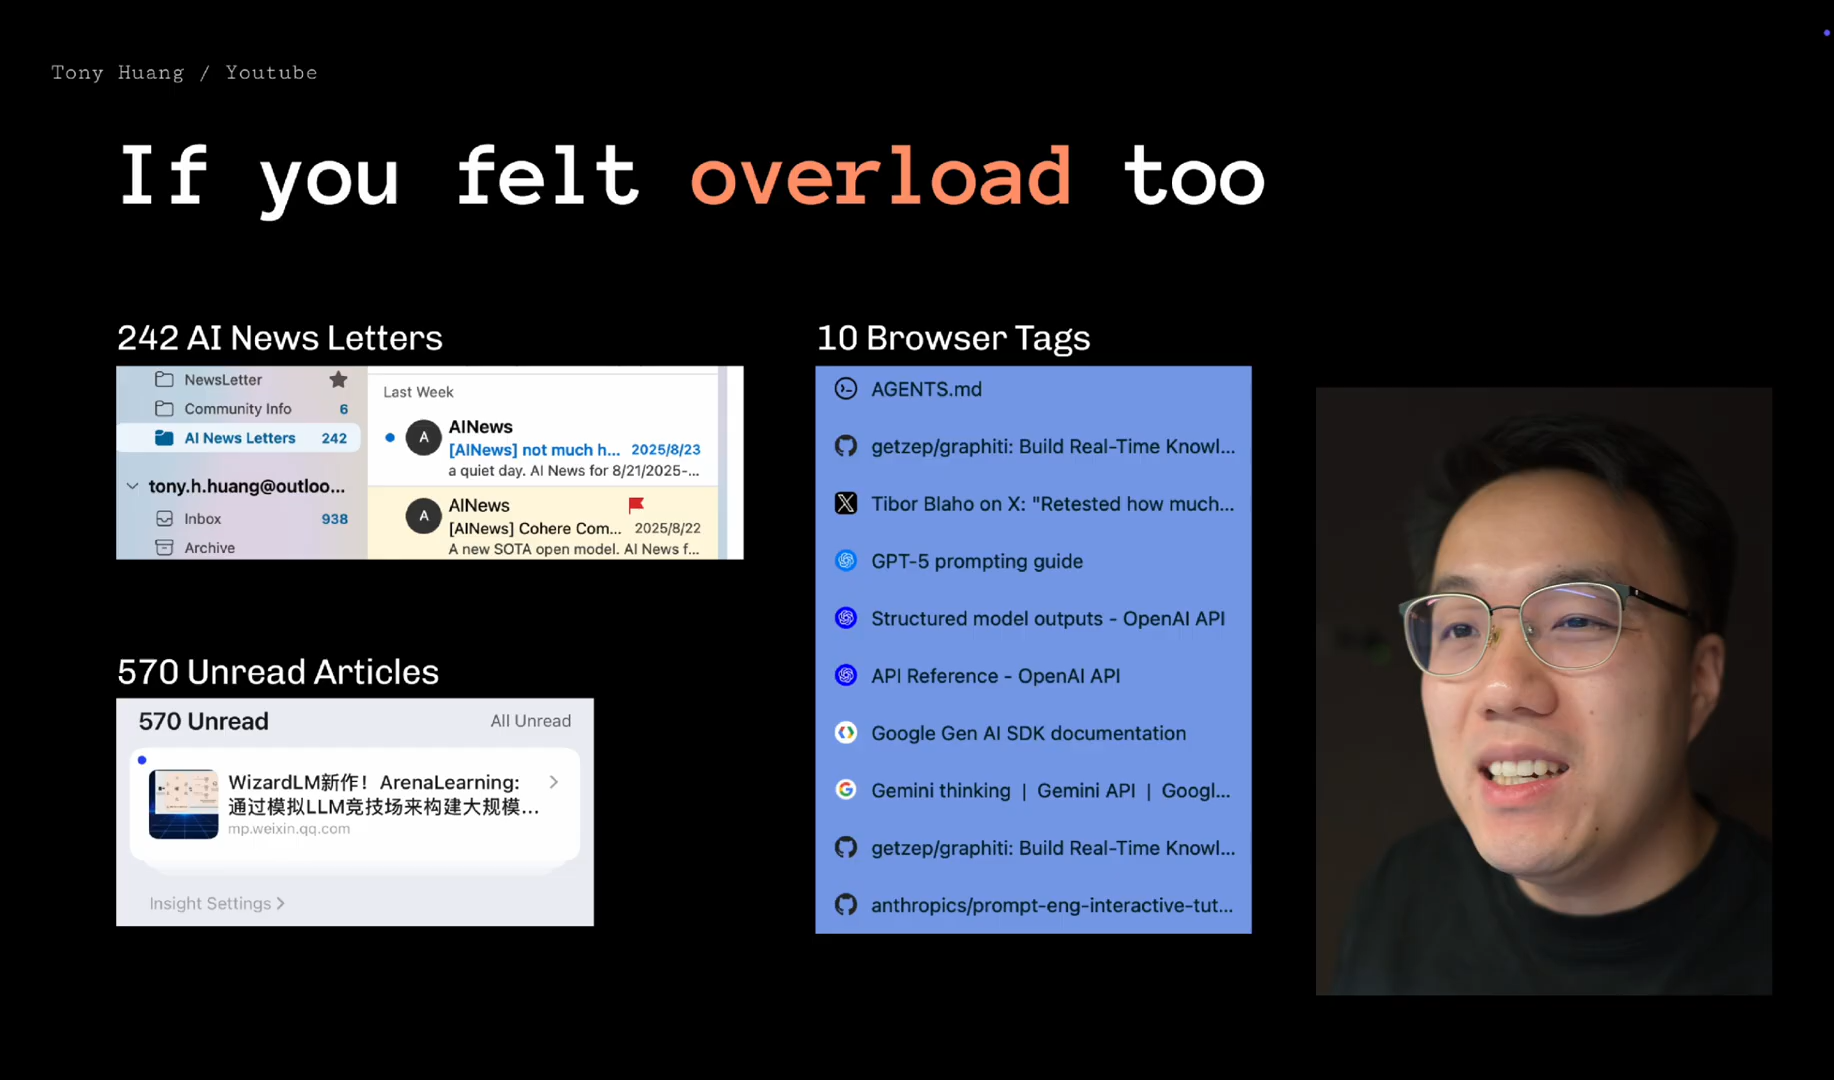 Tony Huang / Youtube
If you felt overload too
242 AI News Letters
NewsLetter
Community Info 6
AI News Letters 242
tony.h.huang@outloo...
Inbox 938
Archive
Last Week
A
AINews
[AINews] not much h... 2025/8/23
a quiet day. AI News for 8/21/2025-...
A
AINews
[AINews] Cohere Com... 2025/8/22
A new SOTA open model. AI News f...
570 Unread Articles
570 Unread All Unread
WizardLM新作！ArenaLearning:
通过模拟LLM竞技场来构建大规模...
mp.weixin.qq.com
Insight Settings
10 Browser Tags
AGENTS.md
getzep/graphiti: Build Real-Time Knowl...
Tibor Blaho on X: "Retested how much...
GPT-5 prompting guide
Structured model outputs - OpenAI API
API Reference - OpenAI API
Google Gen AI SDK documentation
Gemini thinking | Gemini API | Googl...
getzep/graphiti: Build Real-Time Knowl...
anthropics/prompt-eng-interactive-tut...